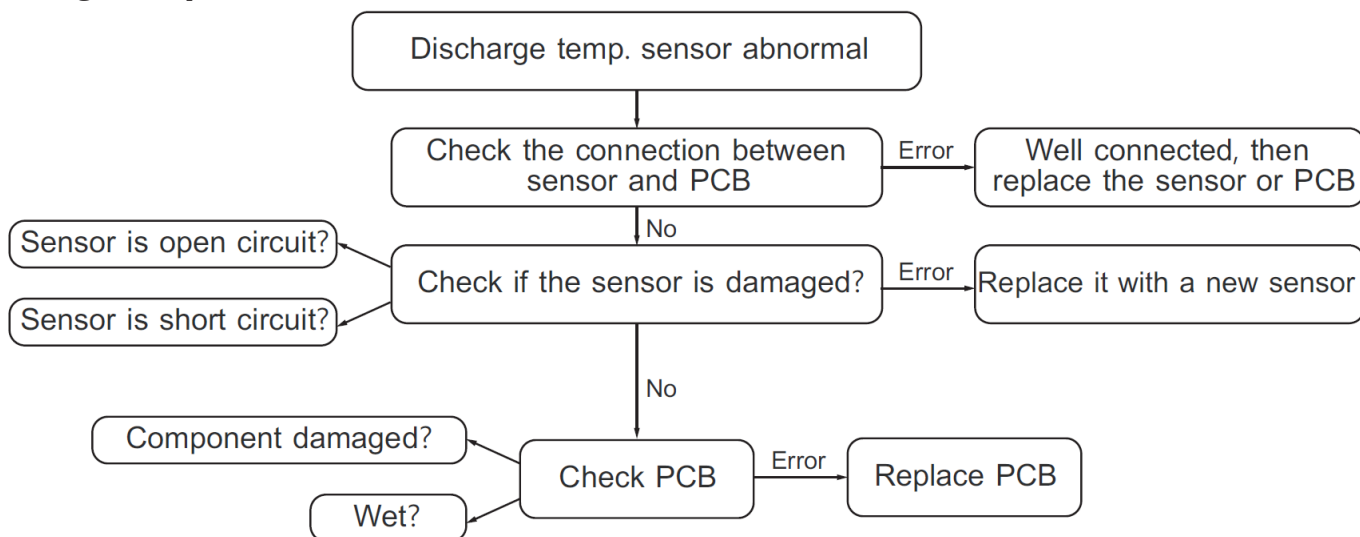 Discharge temp. sensor abnormal
Check the connection between
sensor and PCB
Error
Well connected, then
replace the sensor or PCB
No
Sensor is open circuit?
Sensor is short circuit?
Check if the sensor is damaged?
Error
Replace it with a new sensor
No
Component damaged?
Wet?
Check PCB
Error
Replace PCB